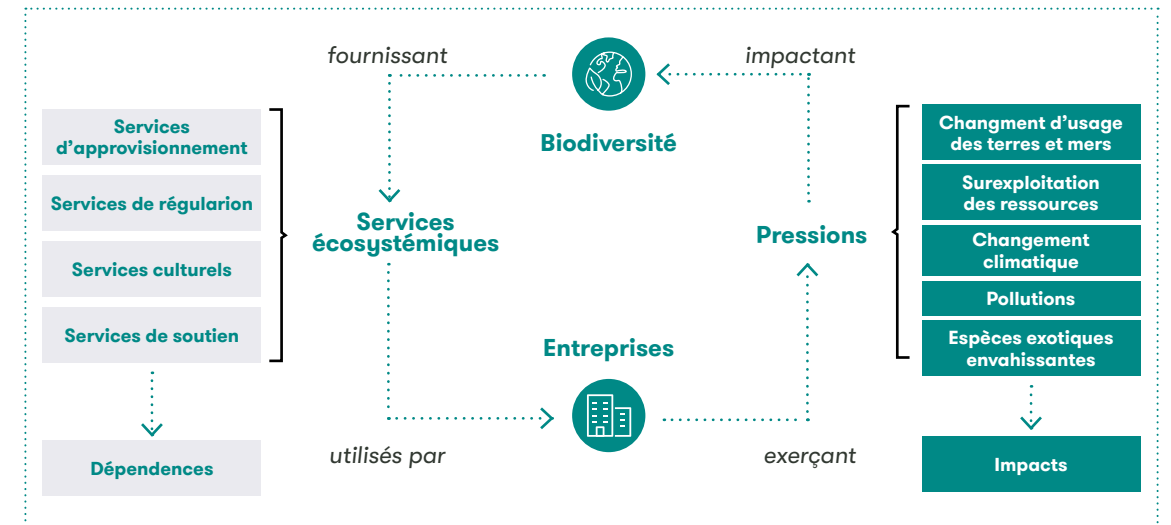 fournissant
impactant
Services
d'approvisionnement
Services de régularion
Services culturels
Services de soutien
Dépendences
Biodiversité
Services
écosystémiques
Pressions
Entreprises
utilisés par
exerçant
Changment d'usage
des terres et mers
Surexploitation
des ressources
Changement
climatique
Pollutions
Espèces exotiques
envahissantes
Impacts